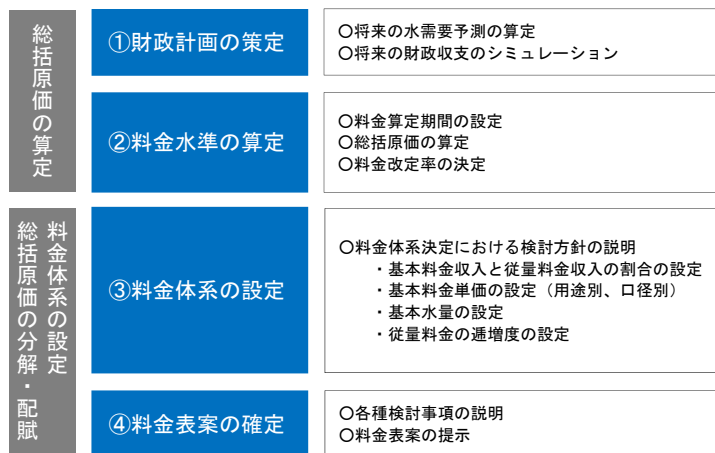 総括原価の算定
①財政計画の策定
〇将来の水需要予測の算定
〇将来の財政収支のシミュレーション
②料金水準の算定
〇料金算定期間の設定
〇総括原価の算定
〇料金改定率の決定
料金体系の設定
総括原価の分解・配賦
③料金体系の設定
〇料金体系決定における検討方針の説明
・基本料金収入と従量料金収入の割合の設定
・基本料金単価の設定（用途別、口径別）
・基本水量の設定
・従量料金の逓増度の設定
④料金表案の確定
〇各種検討事項の説明
〇料金表案の提示